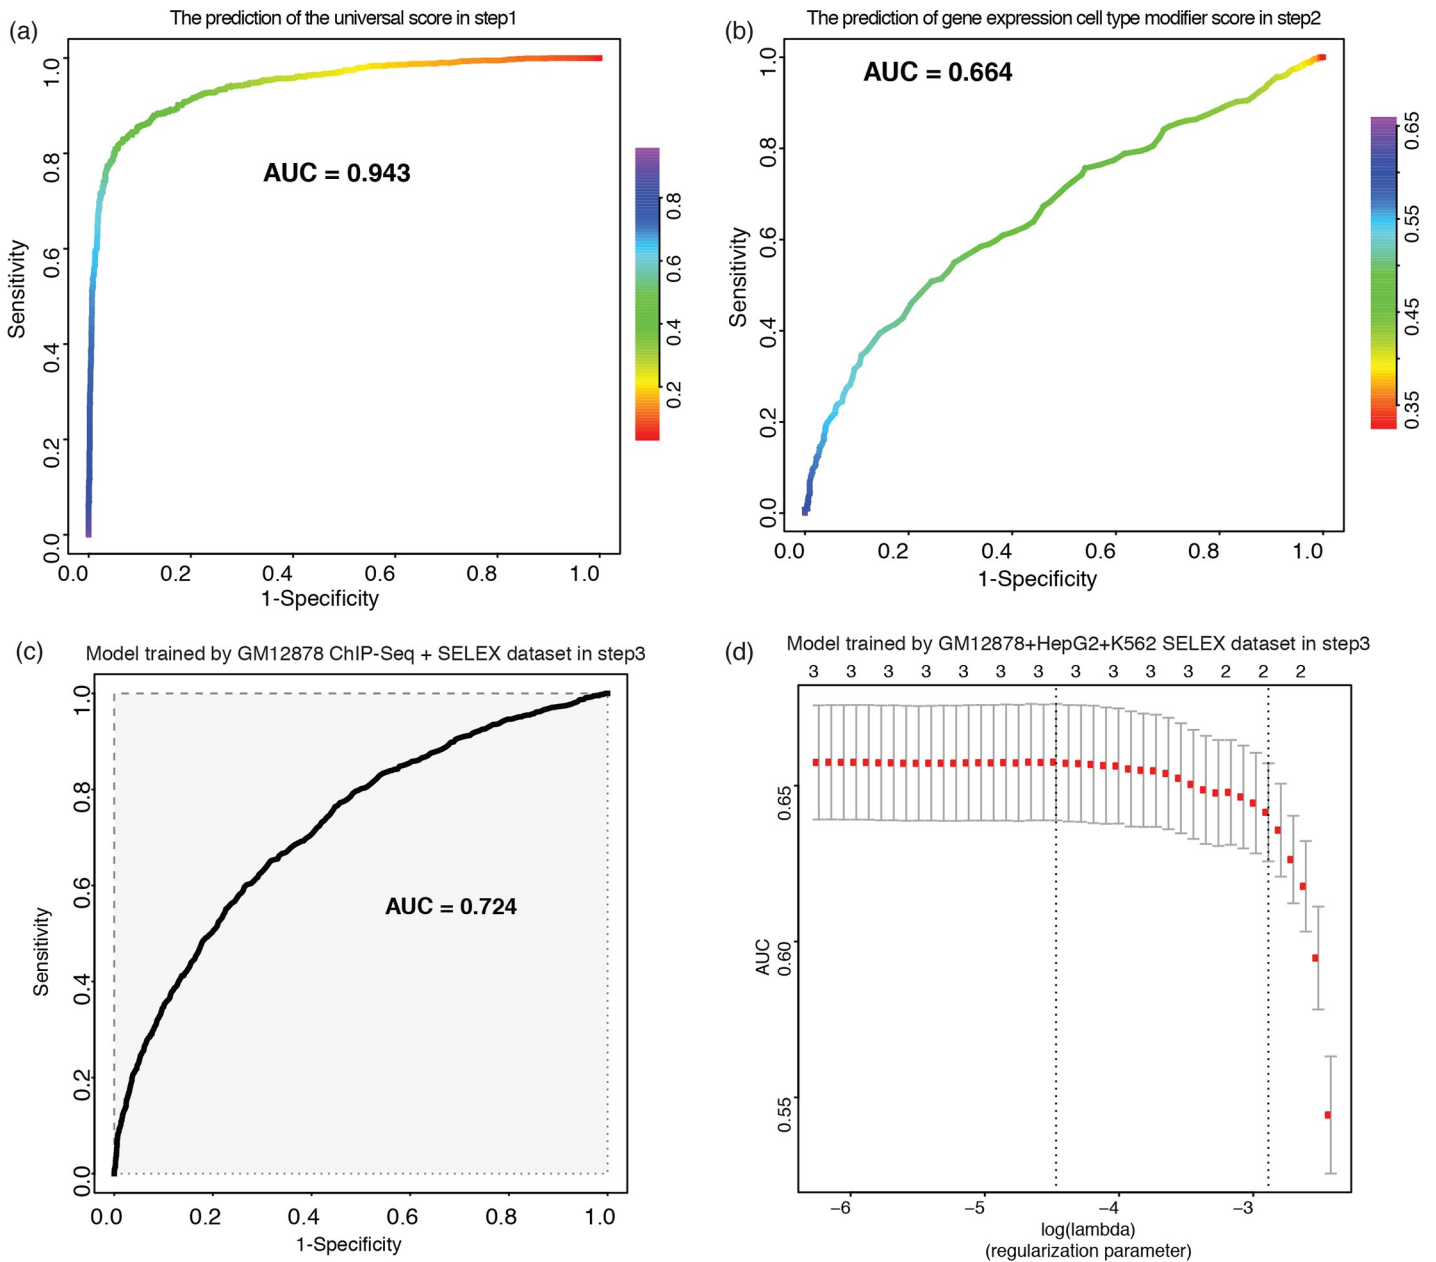 (a)
The prediction of the universal score in step1
1.0
0.8
0.6
0.4
0.2
0.0
Sensitivity
AUC = 0.943
0.8
0.6
0.4
0.2
0.0 0.2 0.4 0.6 0.8 1.0
1-Specificity
(b)
The prediction of gene expression cell type modifier score in step2
1.0
0.8
0.6
0.4
0.2
0.0
Sensitivity
AUC = 0.664
0.65
0.55
0.45
0.35
0.0 0.2 0.4 0.6 0.8 1.0
1-Specificity
(c)
Model trained by GM12878 ChIP-Seq + SELEX dataset in step3
1.0
0.8
0.6
0.4
0.2
0.0
Sensitivity
AUC = 0.724
0.0 0.2 0.4 0.6 0.8 1.0
1-Specificity
(d)
Model trained by GM12878+HepG2+K562 SELEX dataset in step3
3 3 3 3 3 3 3 3 3 3 3 2 2 2
0.65
0.60
0.55
AUC
−6 −5 −4 −3
log(lambda)
(regularization parameter)